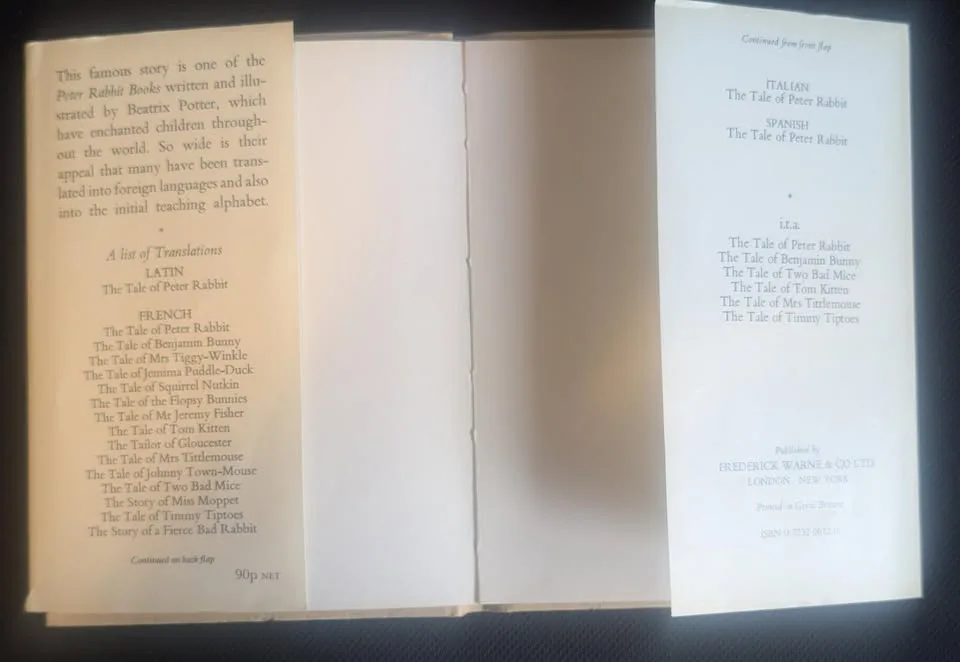 This famous story is one of the
Peter Rabbit Books written and illu-
strated by Beatrix Potter, which
have enchanted children through-
out the world. So wide is their
appeal that many have been trans-
lated into foreign languages and also
into the initial teaching alphabet.
*
A list of Translations
LATIN
The Tale of Peter Rabbit
FRENCH
The Tale of Peter Rabbit
The Tale of Benjamin Bunny
The Tale of Mrs Tiggy-Winkle
The Tale of Jemima Puddle-Duck
The Tale of Squirrel Nutkin
The Tale of the Flopsy Bunnies
The Tale of Mr Jeremy Fisher
The Tale of Tom Kitten
The Tailor of Gloucester
The Tale of Mrs Tittlemouse
The Tale of Johnny Town-Mouse
The Tale of Two Bad Mice
The Story of Miss Moppet
The Tale of Timmy Tiptoes
The Story of a Fierce Bad Rabbit
Continued on back flap
90p NET
Continued from front flap
ITALIAN
The Tale of Peter Rabbit
SPANISH
The Tale of Peter Rabbit
*
i.t.a.
The Tale of Peter Rabbit
The Tale of Benjamin Bunny
The Tale of Two Bad Mice
The Tale of Tom Kitten
The Tale of Mrs Tittlemouse
The Tale of Timmy Tiptoes
Published by
FREDERICK WARNE & CO LTD
LONDON · NEW YORK
Printed in Great Britain
ISBN 0 7232